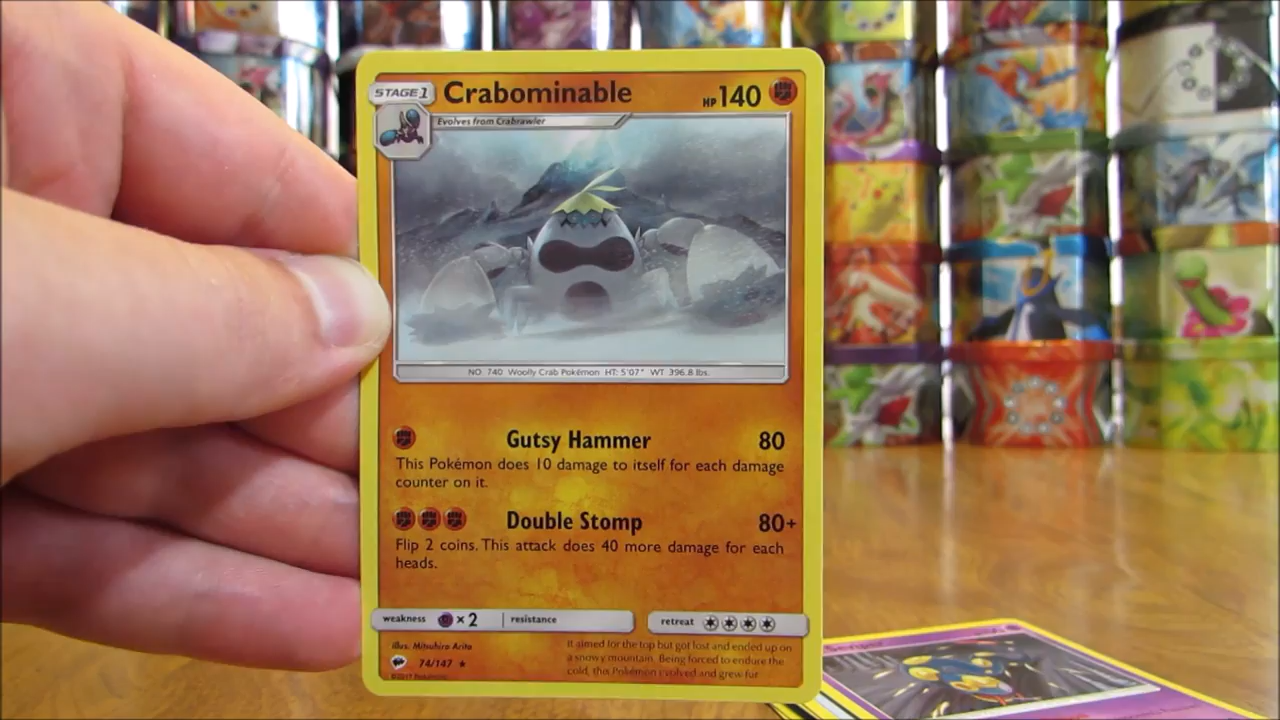 STAGE 1 Crabominable HP 140
Evolves from Crabrawler
NO. 740 Woolly Crab Pokémon HT: 5'07" WT: 396.8 lbs.
Gutsy Hammer 80
This Pokémon does 10 damage to itself for each damage
counter on it.
Double Stomp 80+
Flip 2 coins. This attack does 40 more damage for each
heads.
weakness ×2 resistance retreat
Illus. Mitsuhiro Arita
74/147 ★
©2017 Pokémon
It aimed for the top but got lost and ended up on
a snowy mountain. Being forced to endure the
cold, this Pokémon evolved and grew fur.